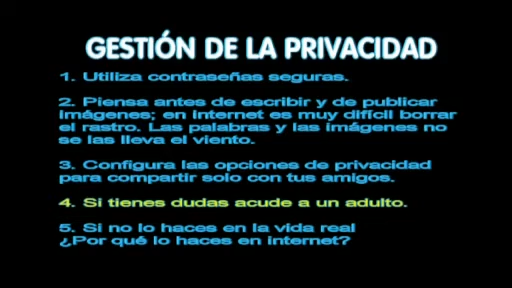 GESTIÓN DE LA PRIVACIDAD
1. Utiliza contraseñas seguras.
2. Piensa antes de escribir y de publicar
imágenes; en internet es muy difícil borrar
el rastro. Las palabras y las imágenes no
se las lleva el viento.
3. Configura las opciones de privacidad
para compartir solo con tus amigos.
4. Si tienes dudas acude a un adulto.
5. Si no lo haces en la vida real
¿Por qué lo haces en internet?